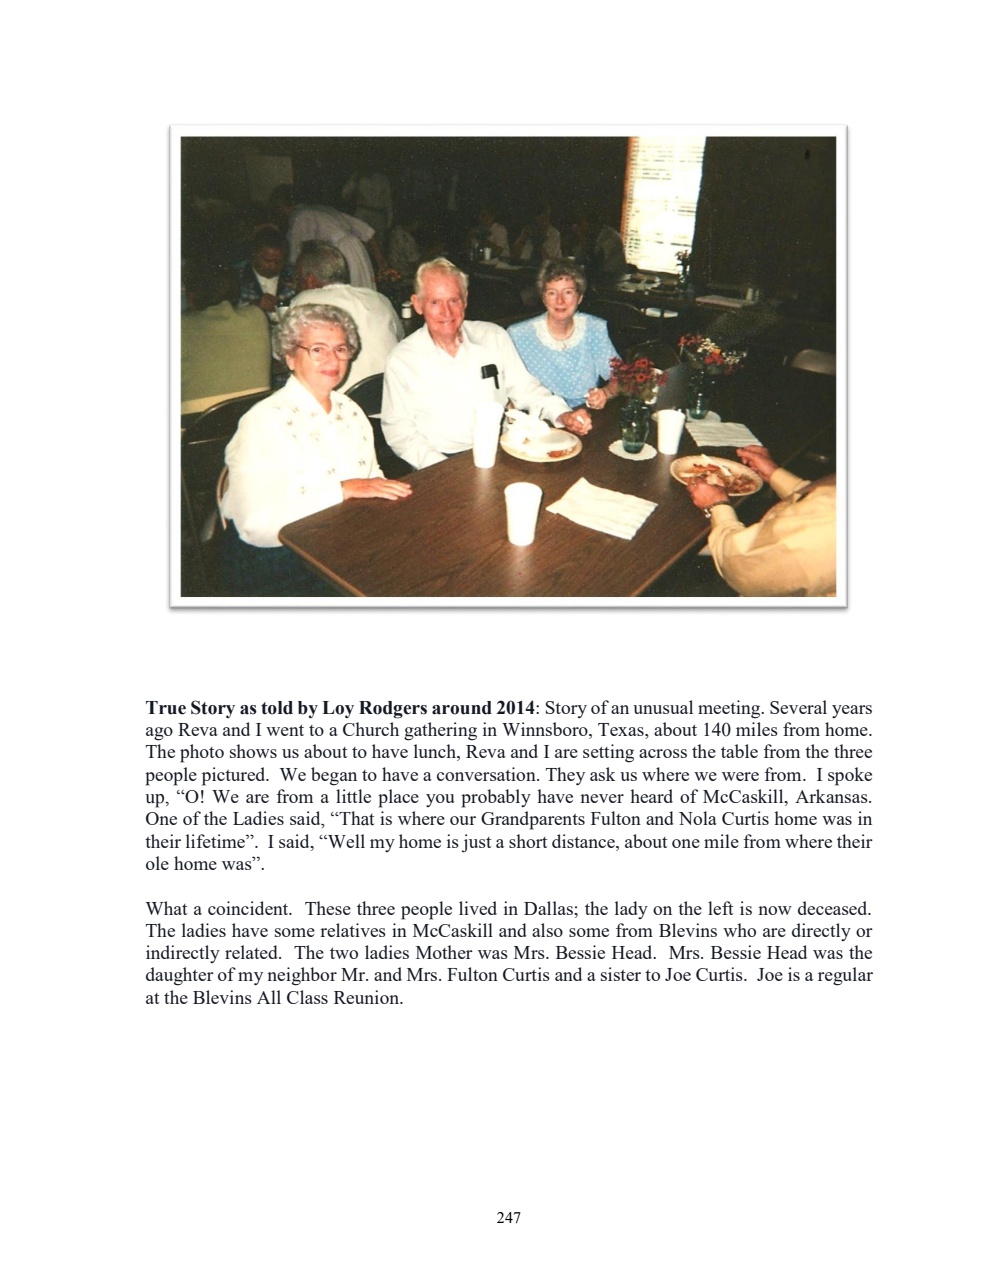 True Story as told by Loy Rodgers around 2014: Story of an unusual meeting. Several years
ago Reva and I went to a Church gathering in Winnsboro, Texas, about 140 miles from home.
The photo shows us about to have lunch, Reva and I are setting across the table from the three
people pictured.  We began to have a conversation. They ask us where we were from.  I spoke
up, “O! We are from a little place you probably have never heard of McCaskill, Arkansas.
One of the Ladies said, “That is where our Grandparents Fulton and Nola Curtis home was in
their lifetime”.  I said, “Well my home is just a short distance, about one mile from where their
ole home was”.
What a coincident.  These three people lived in Dallas; the lady on the left is now deceased.
The ladies have some relatives in McCaskill and also some from Blevins who are directly or
indirectly related.  The two ladies Mother was Mrs. Bessie Head.  Mrs. Bessie Head was the
daughter of my neighbor Mr. and Mrs. Fulton Curtis and a sister to Joe Curtis.  Joe is a regular
at the Blevins All Class Reunion.
247